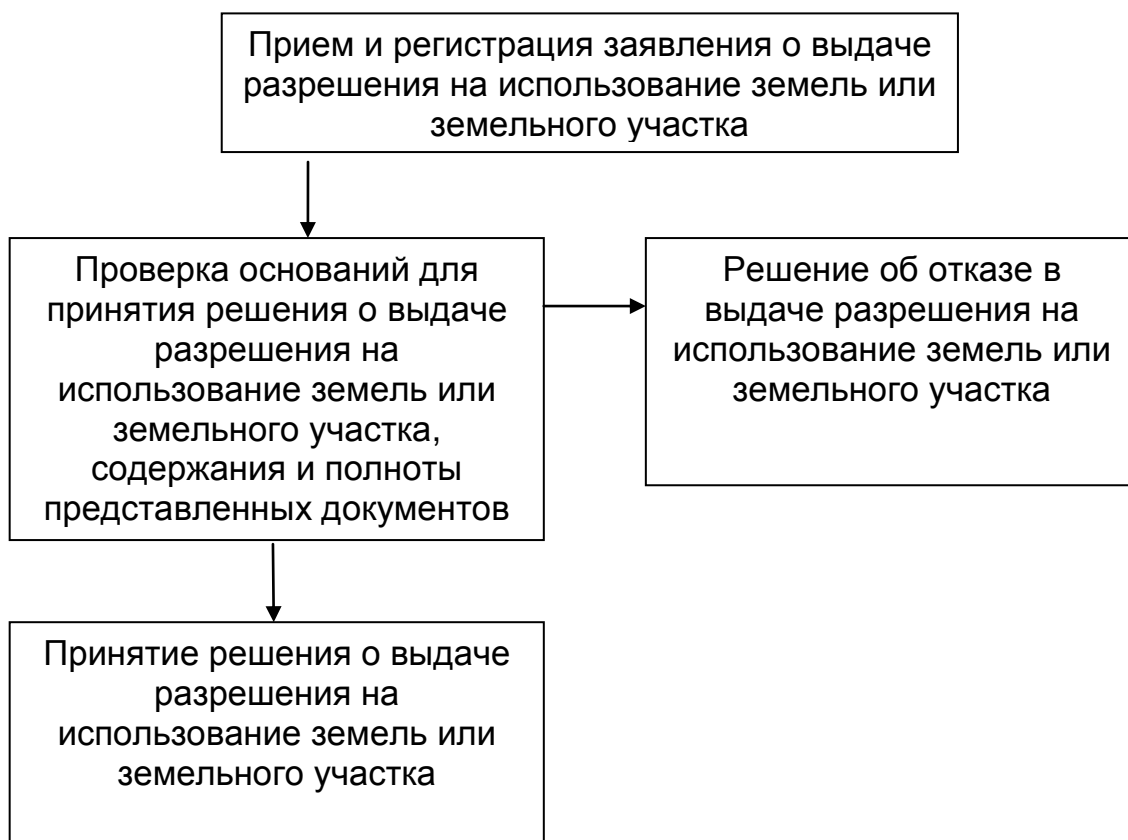 Прием и регистрация заявления о выдаче
разрешения на использование земель или
земельного участка
Проверка оснований для
принятия решения о выдаче
разрешения на
использование земель или
земельного участка,
содержания и полноты
представленных документов
Решение об отказе в
выдаче разрешения на
использование земель или
земельного участка
Принятие решения о выдаче
разрешения на
использование земель или
земельного участка